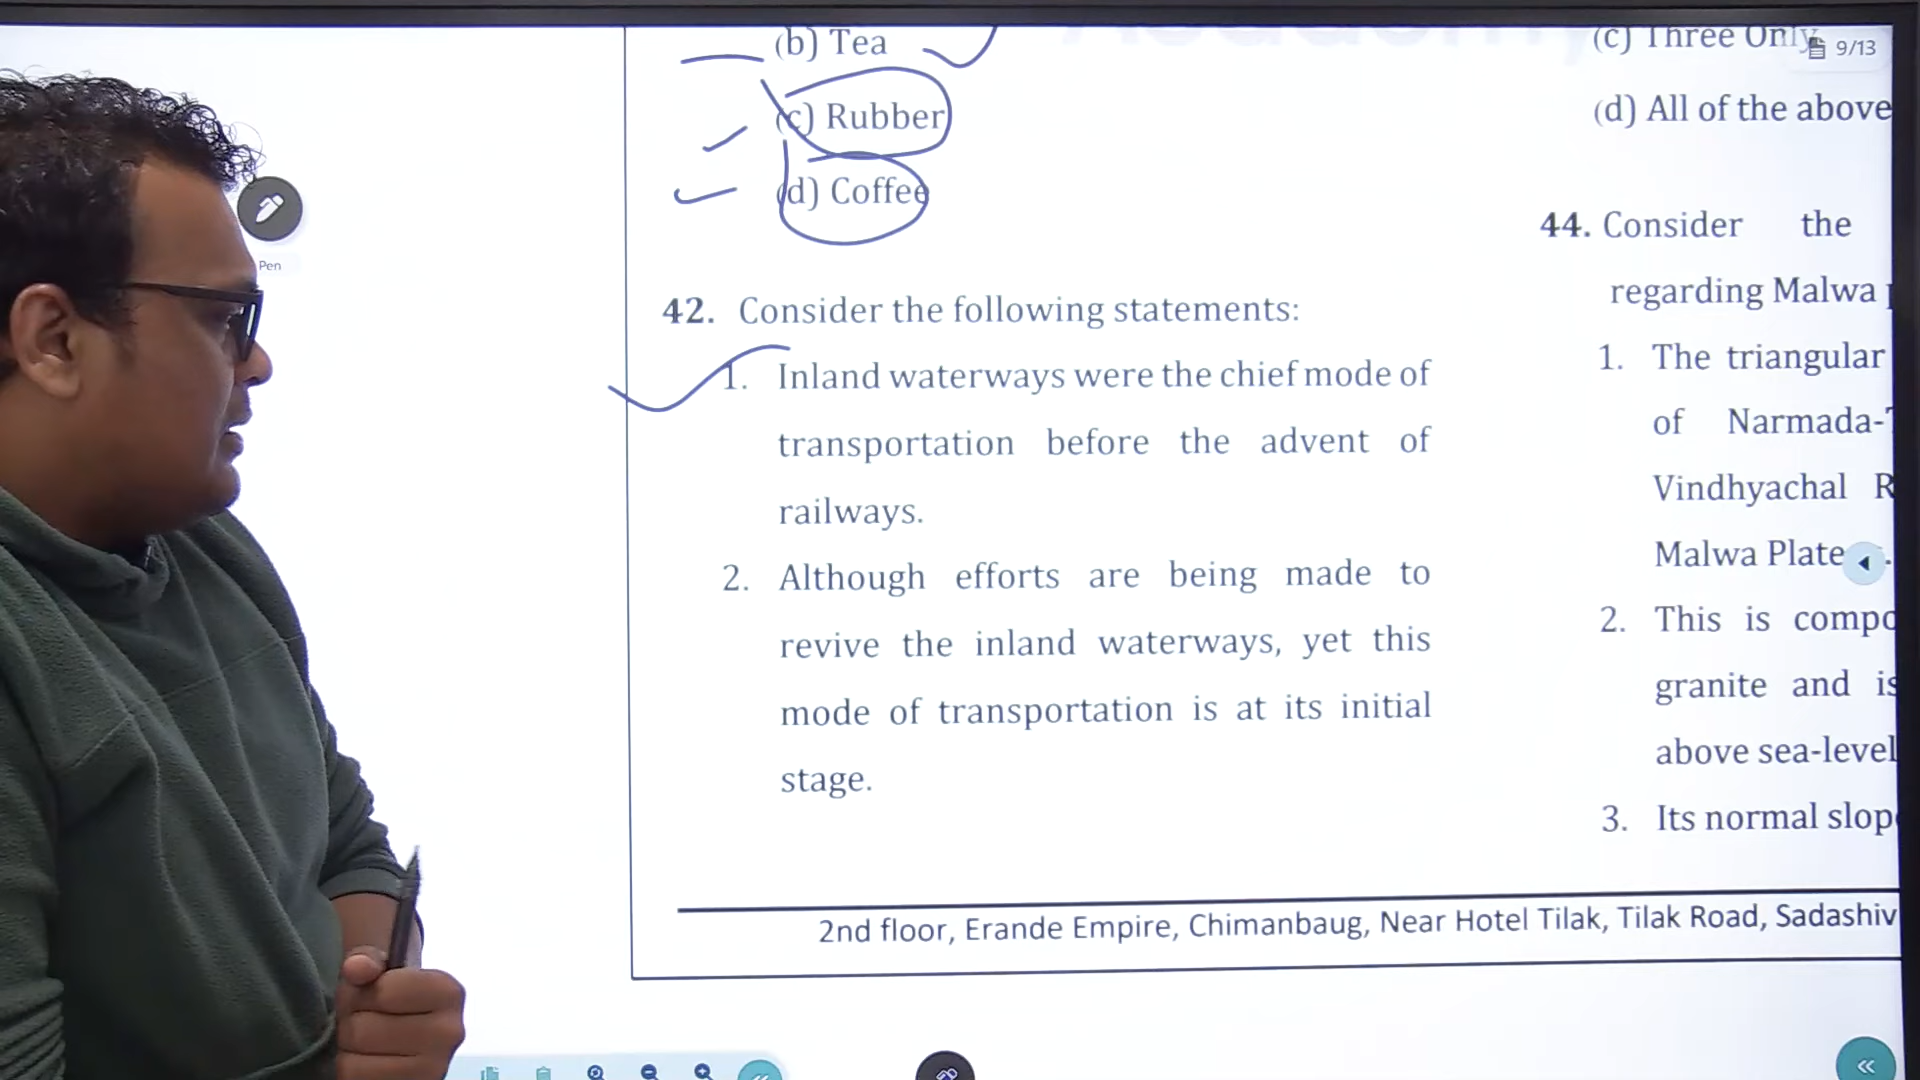 (b) Tea
(c) Rubber
(d) Coffee
42. Consider the following statements:
1. Inland waterways were the chief mode of
transportation before the advent of
railways.
2. Although efforts are being made to
revive the inland waterways, yet this
mode of transportation is at its initial
stage.
(c) Three Only
9/13
(d) All of the above
44. Consider the
regarding Malwa
1. The triangular
of Narmada-
Vindhyachal R
Malwa Plate
2. This is compo
granite and is
above sea-level
3. Its normal slop
2nd floor, Erande Empire, Chimanbaug, Near Hotel Tilak, Tilak Road, Sadashiv
Pen